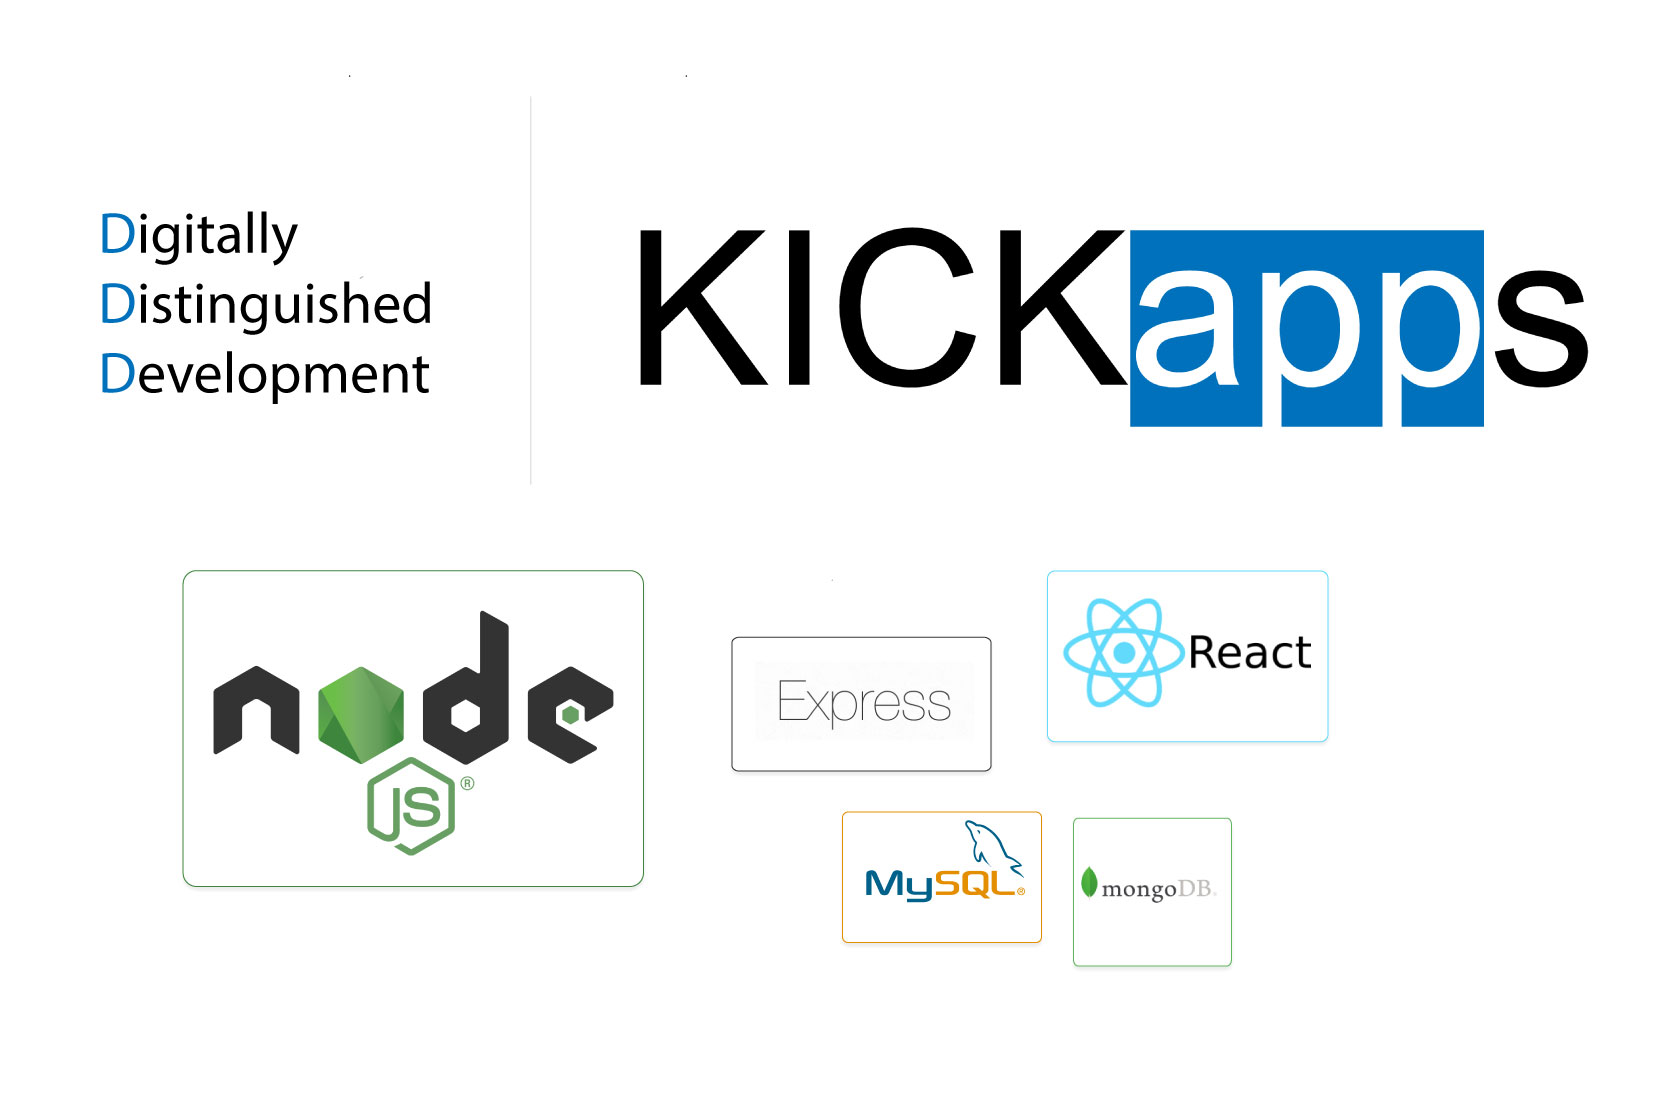 Digitally
Distinguished
Development
KICKapps
node
JS®
Express
React
MySQL®
mongoDB.